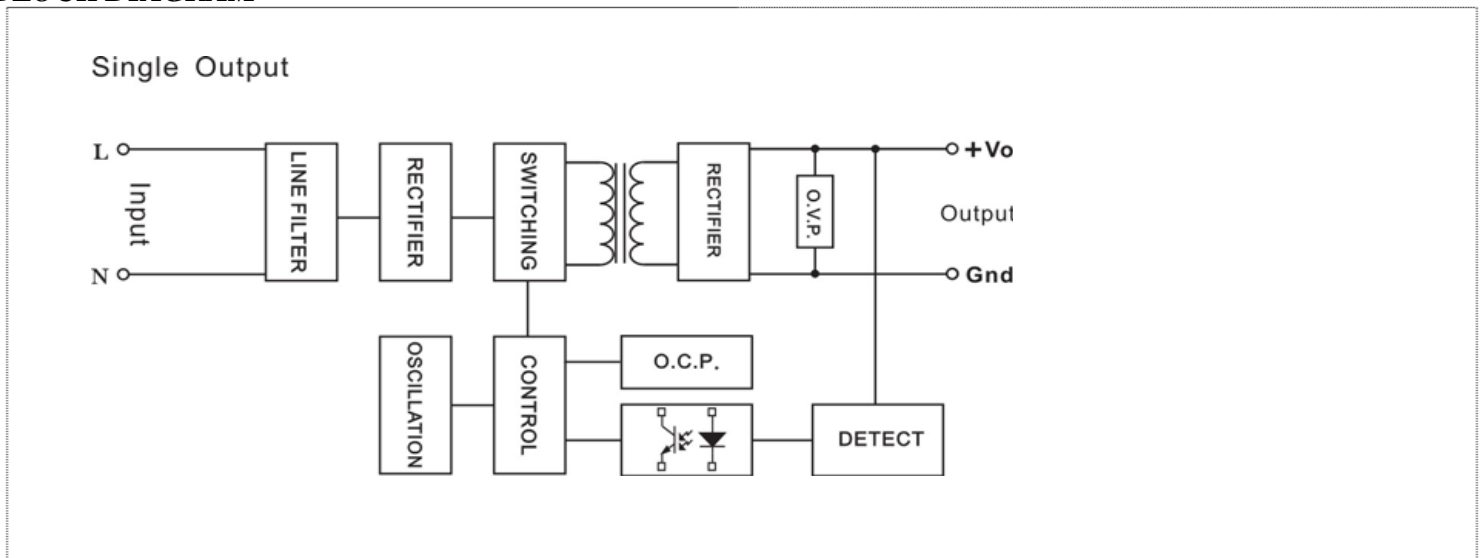 Single Output
L
Input
N
LINE FILTER
RECTIFIER
SWITCHING
RECTIFIER
O.V.P.
+Vo
Output
Gnd
OSCILLATION
CONTROL
O.C.P.
DETECT